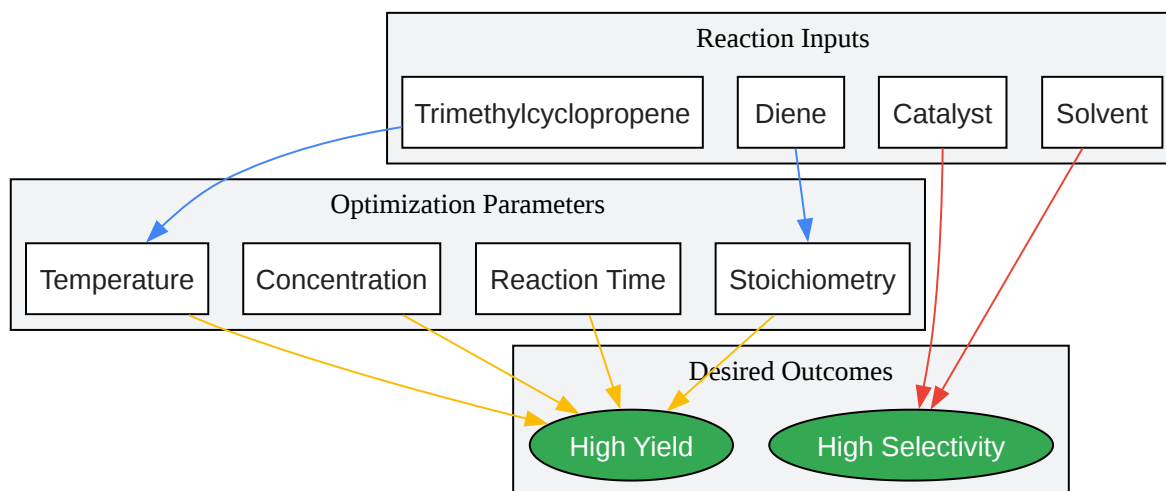 Reaction Inputs
Trimethylcyclopropene
Diene
Catalyst
Solvent
Optimization Parameters
Temperature
Concentration
Reaction Time
Stoichiometry
Desired Outcomes
High Yield
High Selectivity